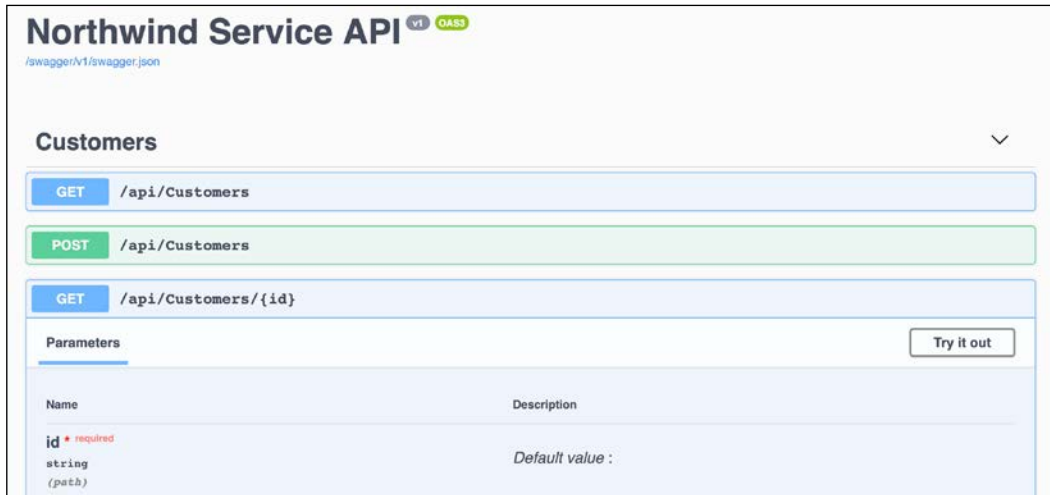 Northwind Service API v1 OAS3
/swagger/v1/swagger.json
Customers
GET /api/Customers
POST /api/Customers
GET /api/Customers/{id}
Parameters Try it out
Name Description
id * required
string Default value :
(path)